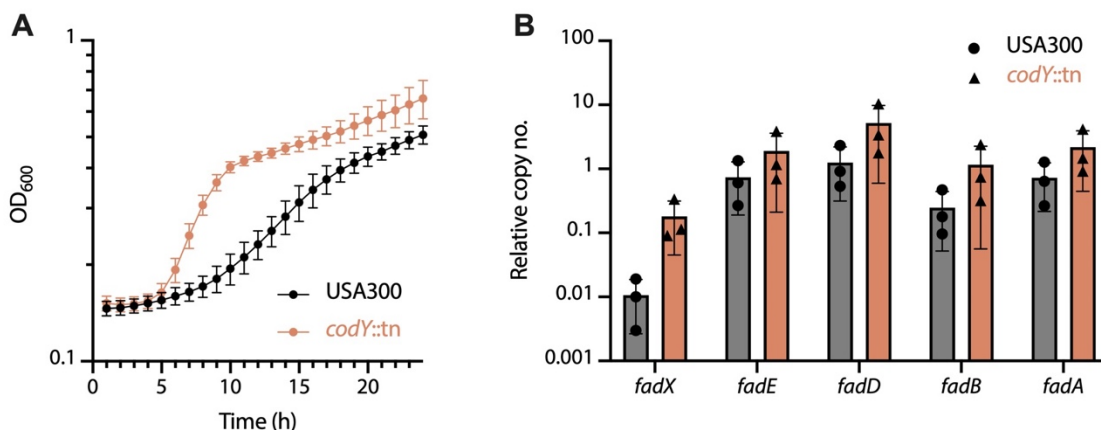 A
1
OD600
0.1
0
5
10
15
20
Time (h)
USA300
codY::tn
B
100
10
1
0.1
0.01
0.001
Relative copy no.
USA300
codY::tn
fadX
fadE
fadD
fadB
fadA